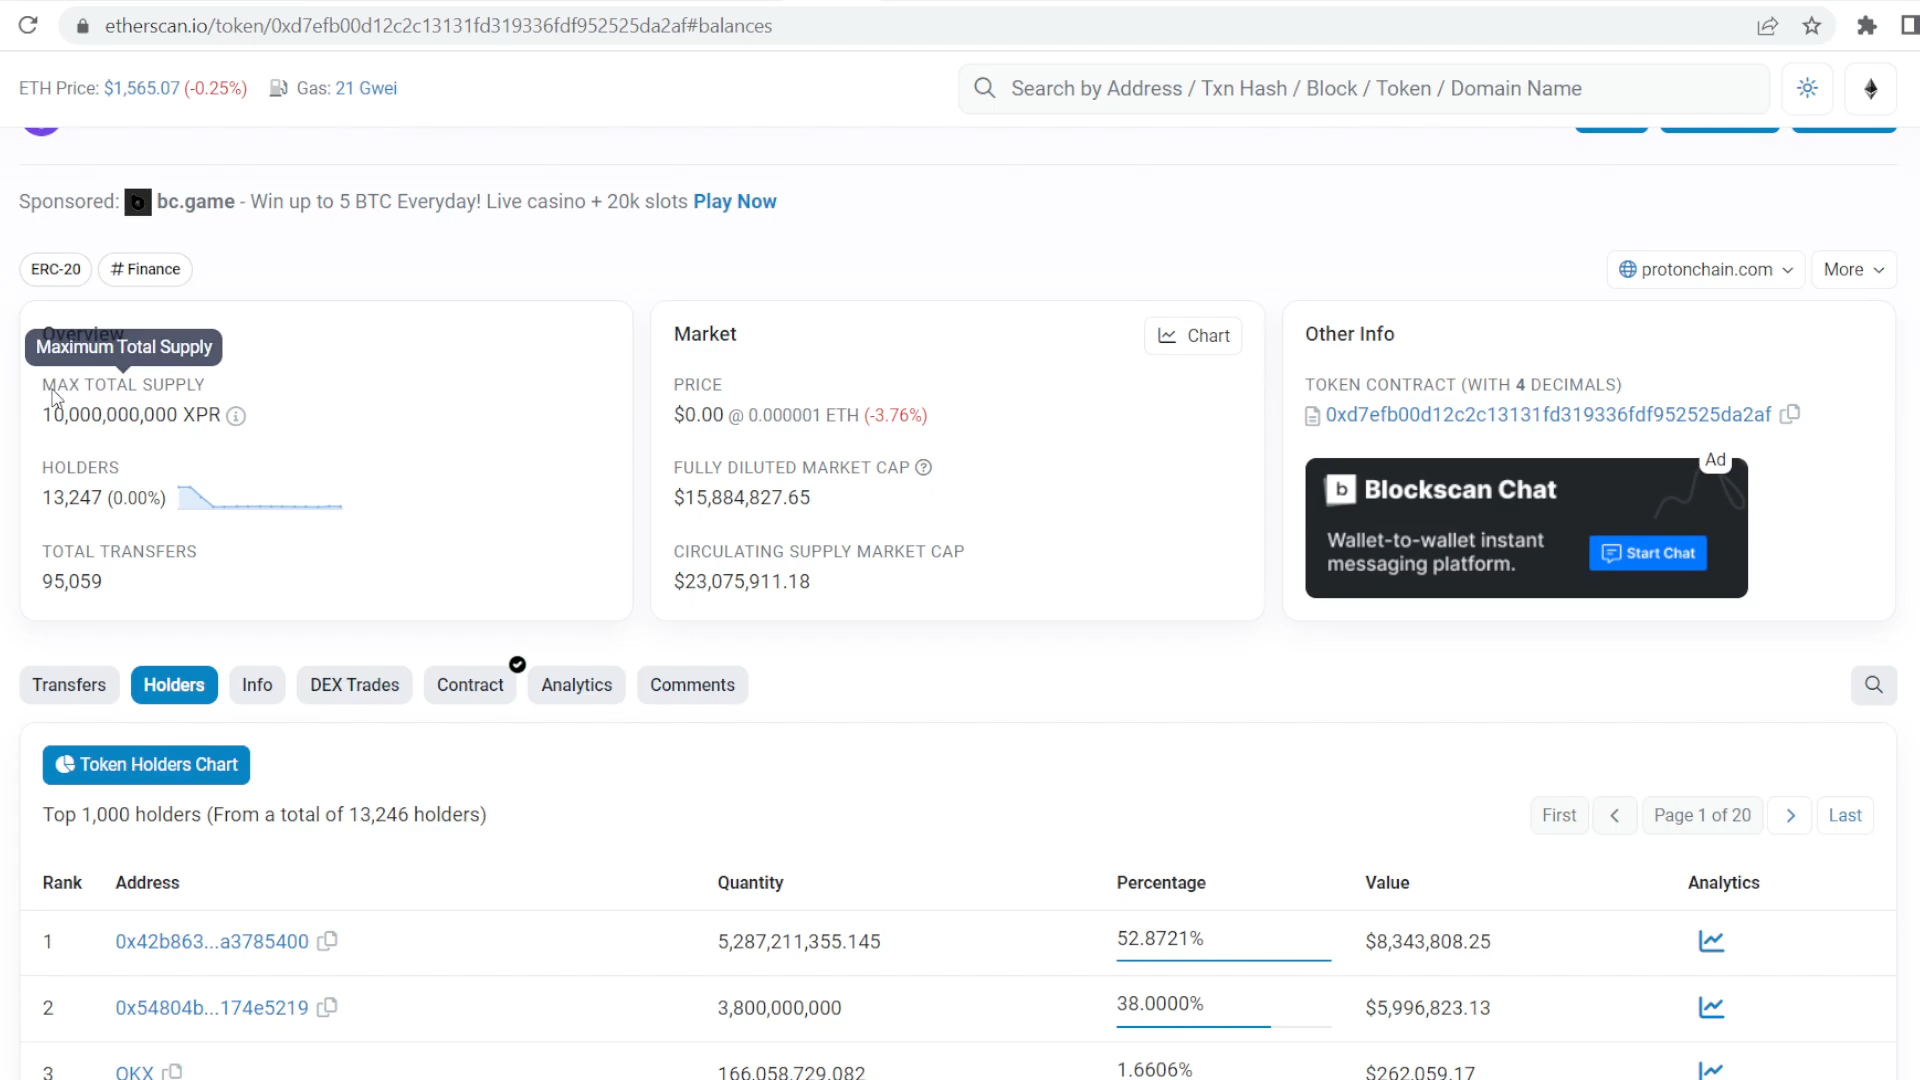 etherscan.io/token/0xd7efb00d12c2c13131fd319336fdf952525da2af#balances
ETH Price: $1,565.07 (-0.25%) Gas: 21 Gwei
Search by Address / Txn Hash / Block / Token / Domain Name
Sponsored: bc.game - Win up to 5 BTC Everyday! Live casino + 20k slots Play Now
ERC-20 # Finance
protonchain.com More
Overview
Maximum Total Supply
MAX TOTAL SUPPLY
10,000,000,000 XPR
HOLDERS
13,247 (0.00%)
TOTAL TRANSFERS
95,059
Market
Chart
PRICE
$0.00 @ 0.000001 ETH (-3.76%)
FULLY DILUTED MARKET CAP
$15,884,827.65
CIRCULATING SUPPLY MARKET CAP
$23,075,911.18
Other Info
TOKEN CONTRACT (WITH 4 DECIMALS)
0xd7efb00d12c2c13131fd319336fdf952525da2af
Ad
b Blockscan Chat
Wallet-to-wallet instant
messaging platform.
Start Chat
Transfers Holders Info DEX Trades Contract Analytics Comments
Token Holders Chart
Top 1,000 holders (From a total of 13,246 holders)
First Page 1 of 20 Last
Rank Address Quantity Percentage Value Analytics
1 0x42b863...a3785400 5,287,211,355.145 52.8721% $8,343,808.25
2 0x54804b...174e5219 3,800,000,000 38.0000% $5,996,823.13
3 OKX 166,058,729.082 1.6606% $262,059.17